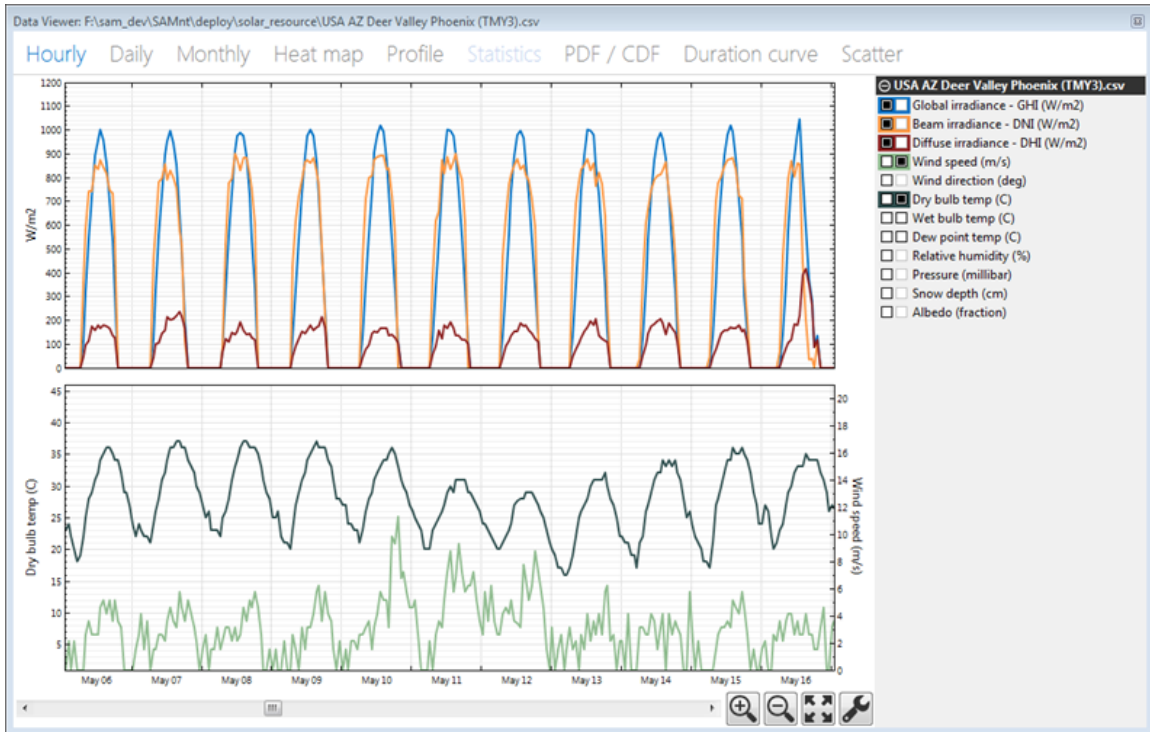 Data Viewer: F:\sam_dev\SAMnt\deploy\solar_resource\USA AZ Deer Valley Phoenix (TMY3).csv
Hourly Daily Monthly Heat map Profile Statistics PDF / CDF Duration curve Scatter
1200
1100
1000
900
800
700
600
500
400
300
200
100
0
W/m2
USA AZ Deer Valley Phoenix (TMY3).csv
Global irradiance - GHI (W/m2)
Beam irradiance - DNI (W/m2)
Diffuse irradiance - DHI (W/m2)
Wind speed (m/s)
Wind direction (deg)
Dry bulb temp (C)
Wet bulb temp (C)
Dew point temp (C)
Relative humidity (%)
Pressure (millibar)
Snow depth (cm)
Albedo (fraction)
45
40
35
30
25
20
15
10
5
Dry bulb temp (C)
20
18
16
14
12
10
8
6
4
2
0
Wind speed (m/s)
May 06 May 07 May 08 May 09 May 10 May 11 May 12 May 13 May 14 May 15 May 16